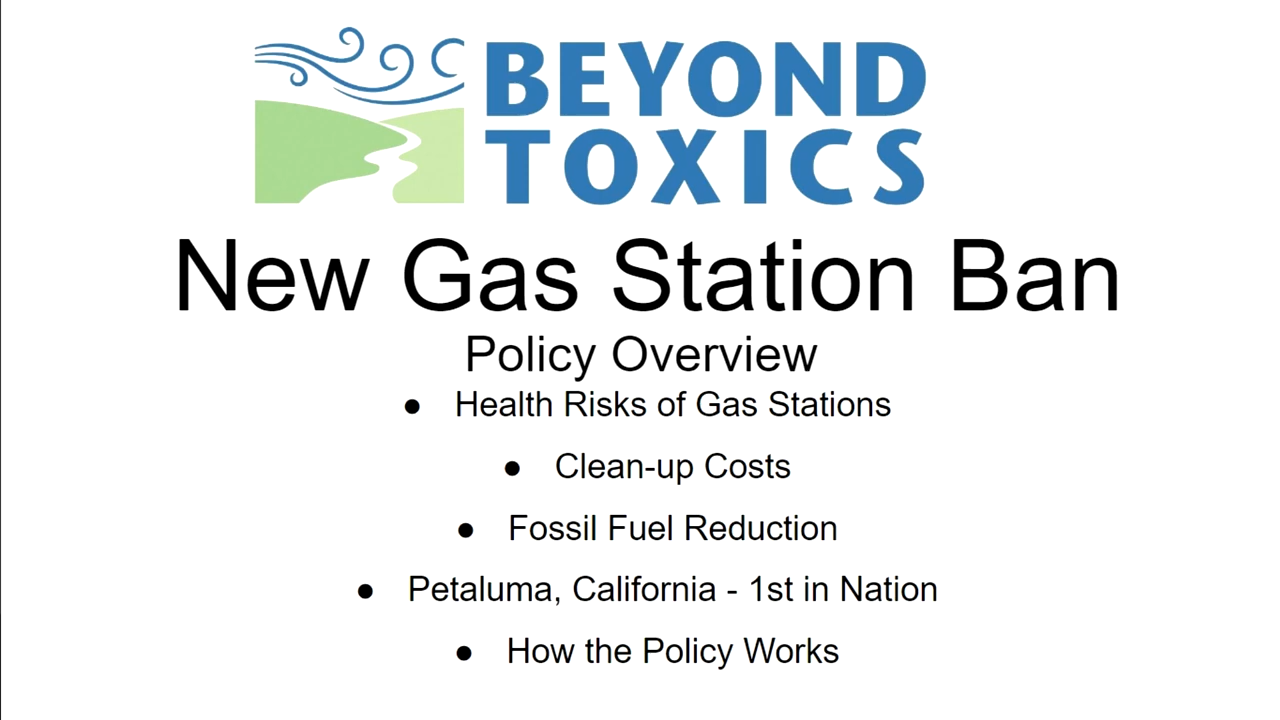 BEYOND
TOXICS
New Gas Station Ban
Policy Overview
● Health Risks of Gas Stations
● Clean-up Costs
● Fossil Fuel Reduction
● Petaluma, California - 1st in Nation
● How the Policy Works